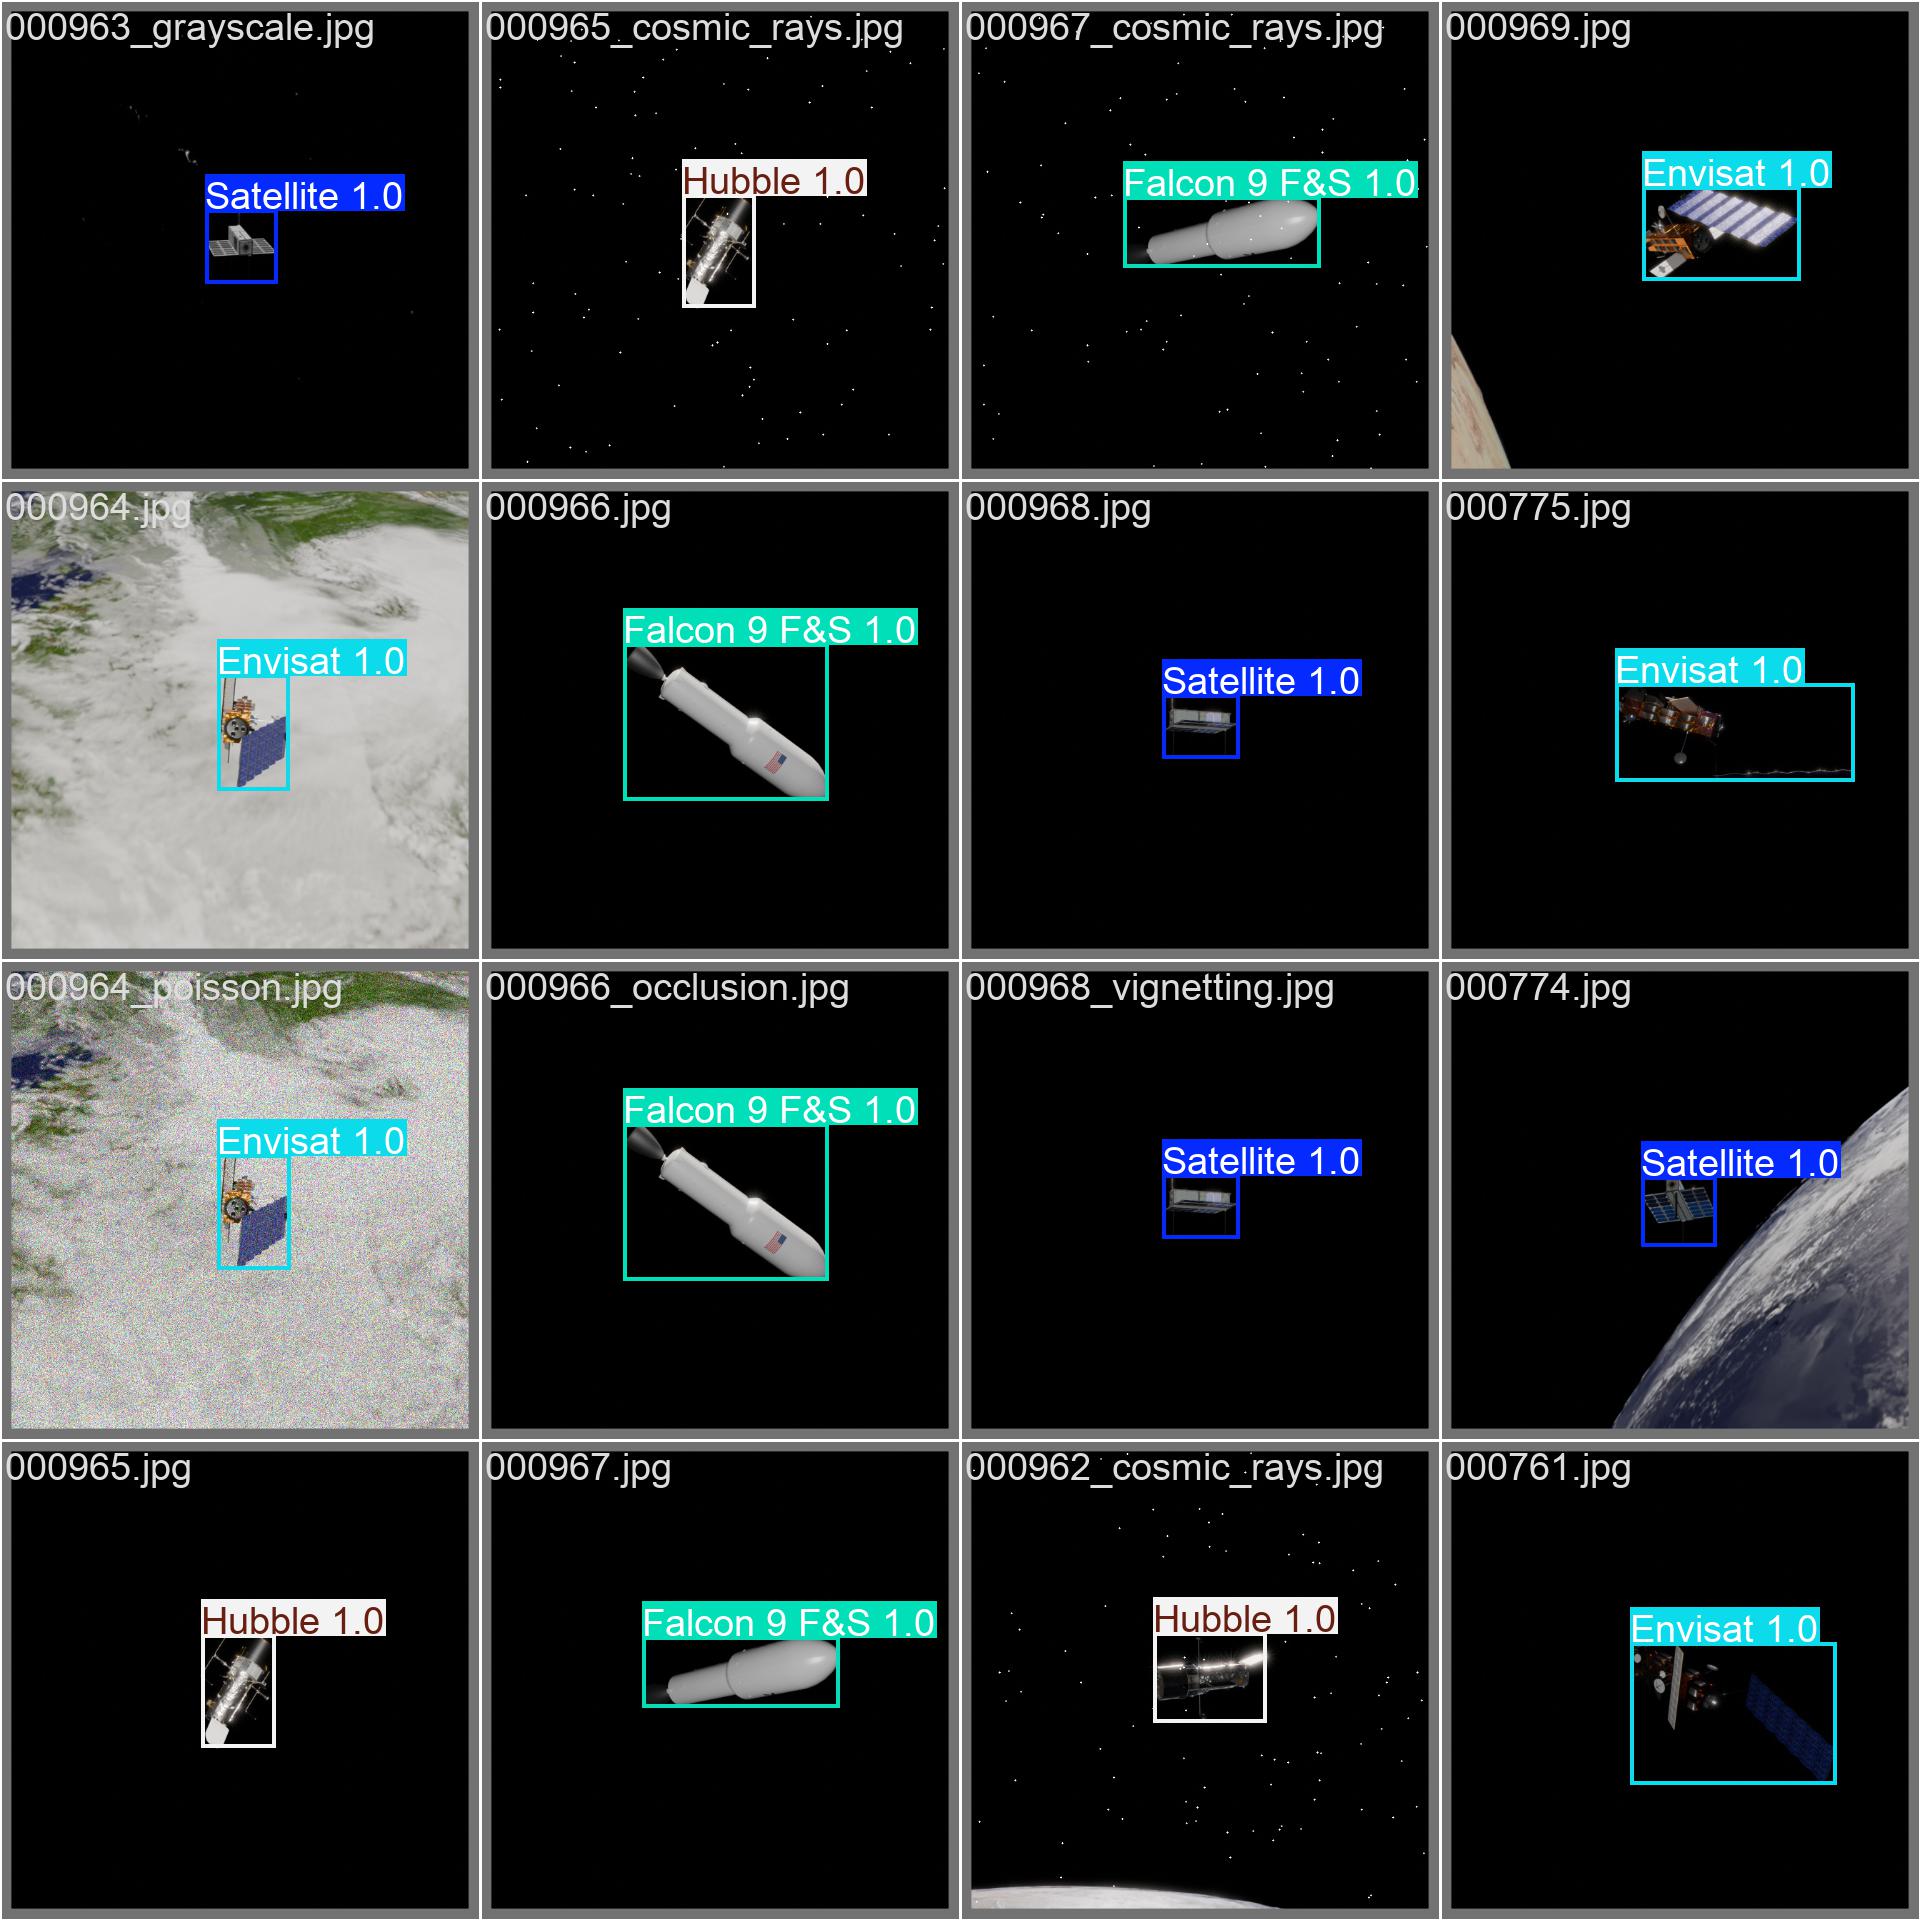 000963_grayscale.jpg
Satellite 1.0
000965_cosmic_rays.jpg
Hubble 1.0
000967_cosmic_rays.jpg
Falcon 9 F&S 1.0
000969.jpg
Envisat 1.0
000964.jpg
Envisat 1.0
000966.jpg
Falcon 9 F&S 1.0
000968.jpg
Satellite 1.0
000775.jpg
Envisat 1.0
000964_poisson.jpg
Envisat 1.0
000966_occlusion.jpg
Falcon 9 F&S 1.0
000968_vignetting.jpg
Satellite 1.0
000774.jpg
Satellite 1.0
000965.jpg
Hubble 1.0
000967.jpg
Falcon 9 F&S 1.0
000962_cosmic_rays.jpg
Hubble 1.0
000761.jpg
Envisat 1.0